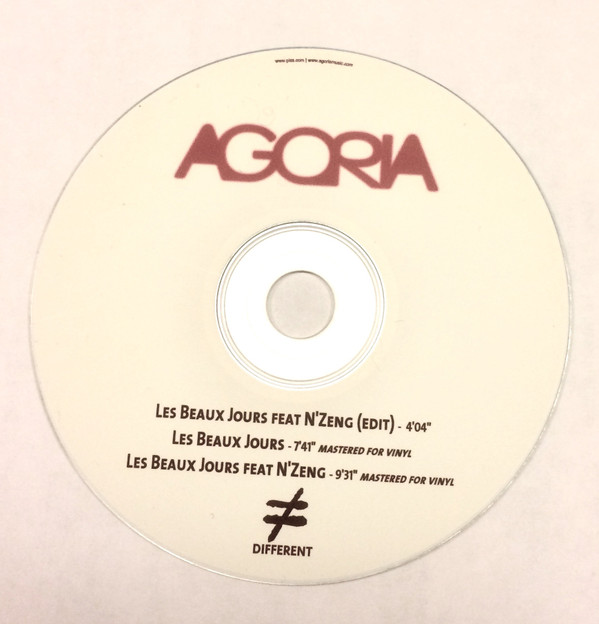 www.pias.com | www.agoriamusic.com
AGORIA
Les Beaux Jours feat N'Zeng (edit) - 4'04"
Les Beaux Jours - 7'41" mastered for vinyl
Les Beaux Jours feat N'Zeng - 9'31" mastered for vinyl
≠
DIFFERENT